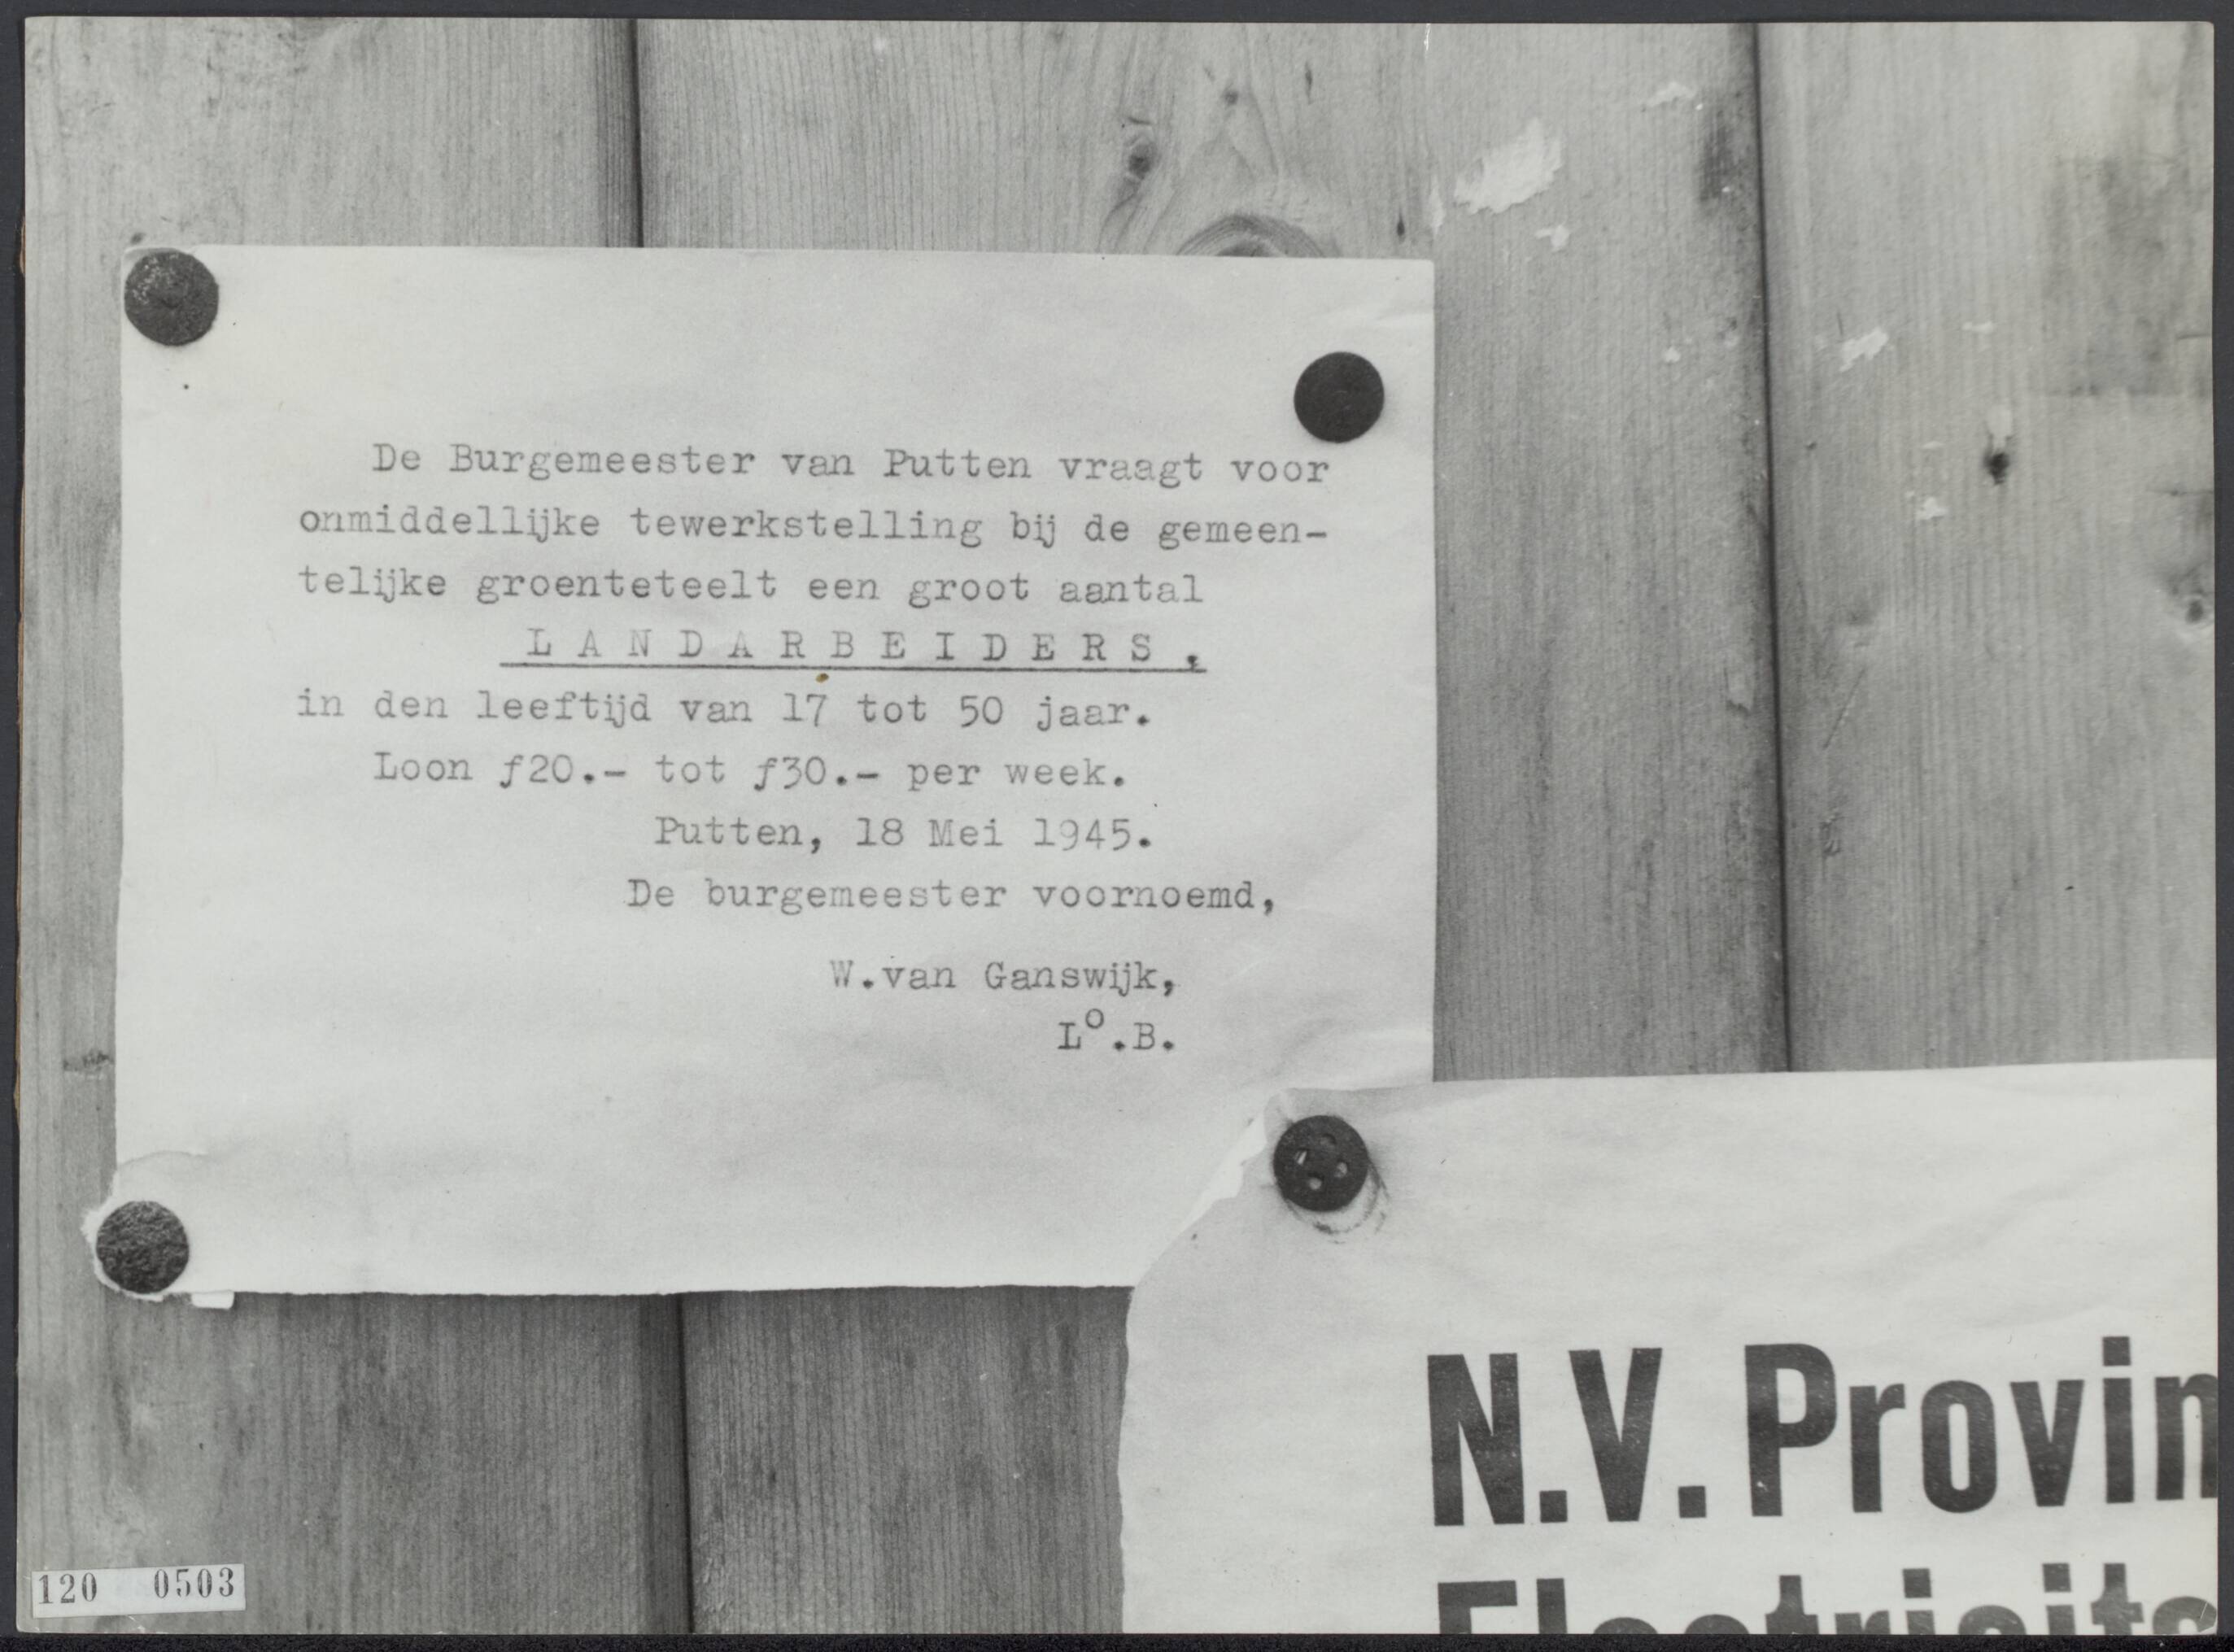 De Burgemeester van Putten vraagt voor
onmiddellijke tewerkstelling bij de gemeen-
telijke groenteteelt een groot aantal
L A N D A R B E I D E R S ,
in den leeftijd van 17 tot 50 jaar.
Loon ƒ20.- tot ƒ30.- per week.
Putten, 18 Mei 1945.
De burgemeester voornoemd,
W.van Ganswijk,
Lº.B.
N.V. Provin
120 0503